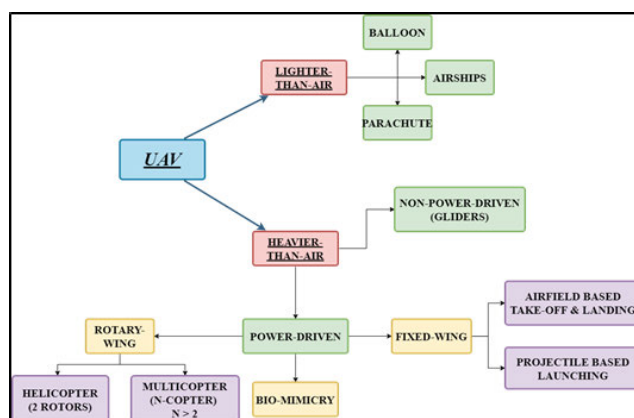 BALLOON
LIGHTER-
THAN-AIR
AIRSHIPS
PARACHUTE
UAV
NON-POWER-DRIVEN
(GLIDERS)
HEAVIER-
THAN-AIR
AIRFIELD BASED
TAKE-OFF & LANDING
ROTARY-
WING
POWER-DRIVEN
FIXED-WING
PROJECTILE BASED
LAUNCHING
HELICOPTER
(2 ROTORS)
MULTICOPTER
(N-COPTER)
N > 2
BIO-MIMICRY